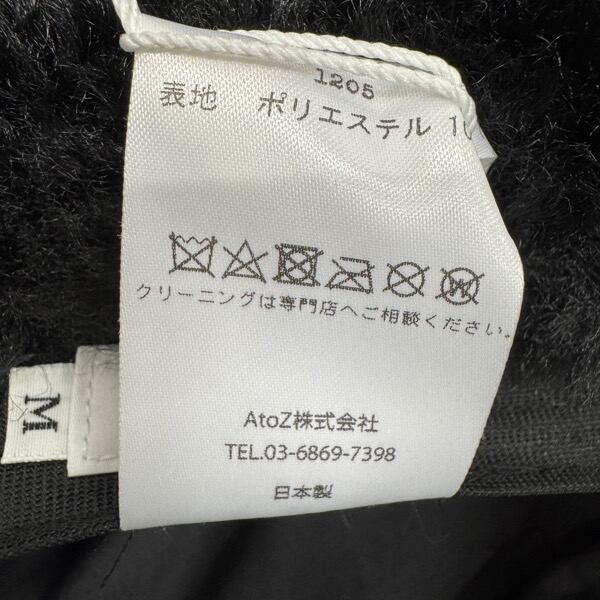 1205
表地 ポリエステル
クリーニングは専門店へご相談ください。
AtoZ株式会社
TEL.03-6869-7398
日本製
M